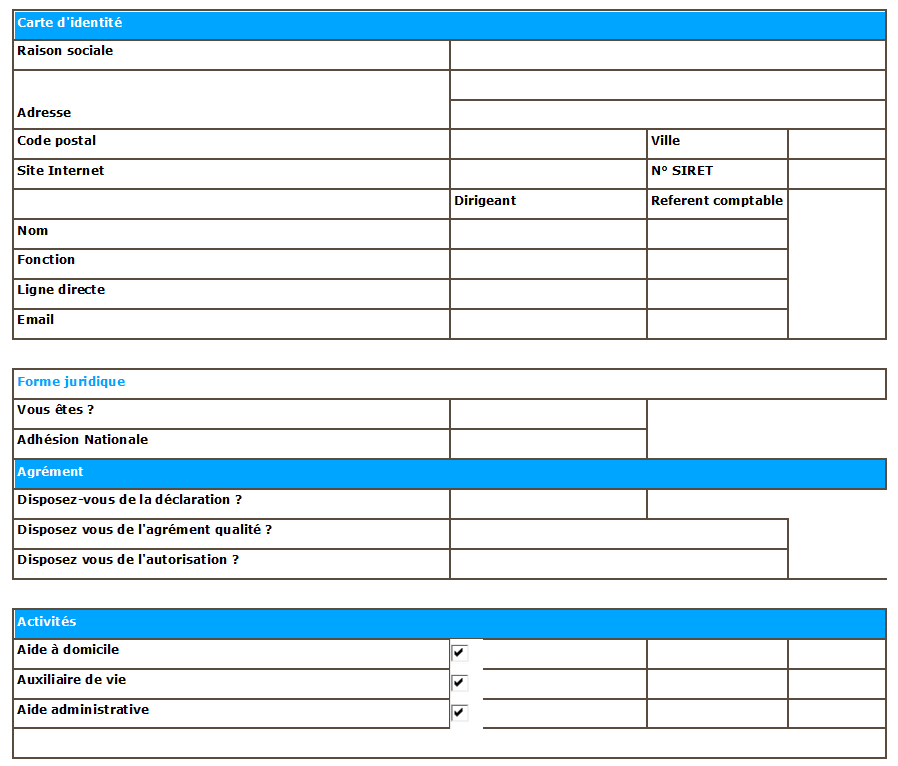 Carte d'identité
Raison sociale
Adresse
Code postal Ville
Site Internet N° SIRET
Dirigeant Referent comptable
Nom
Fonction
Ligne directe
Email
Forme juridique
Vous êtes ?
Adhésion Nationale
Agrément
Disposez-vous de la déclaration ?
Disposez vous de l'agrément qualité ?
Disposez vous de l'autorisation ?
Activités
Aide à domicile
Auxiliaire de vie
Aide administrative